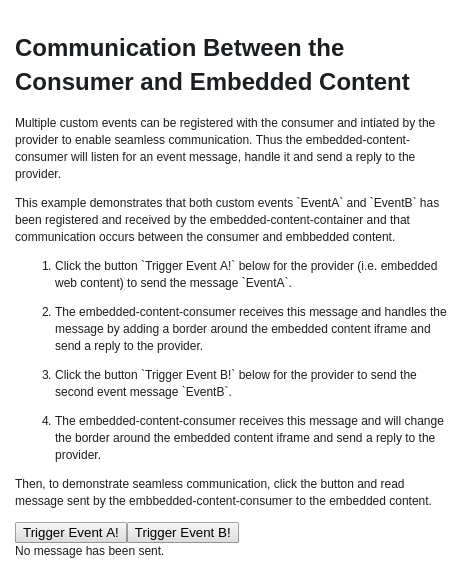 Communication Between the
Consumer and Embedded Content
Multiple custom events can be registered with the consumer and intiated by the
provider to enable seamless communication. Thus the embedded-content-
consumer will listen for an event message, handle it and send a reply to the
provider.
This example demonstrates that both custom events `EventA` and `EventB` has
been registered and received by the embedded-content-container and that
communication occurs between the consumer and embbedded content.
1. Click the button `Trigger Event A!` below for the provider (i.e. embedded
web content) to send the message `EventA`.
2. The embedded-content-consumer receives this message and handles the
message by adding a border around the embedded content iframe and
send a reply to the provider.
3. Click the button `Trigger Event B!` below for the provider to send the
second event message `EventB`.
4. The embedded-content-consumer receives this message and will change
the border around the embedded content iframe and send a reply to the
provider.
Then, to demonstrate seamless communication, click the button and read
message sent by the embbedded-content-consumer to the embedded content.
Trigger Event A! Trigger Event B!
No message has been sent.